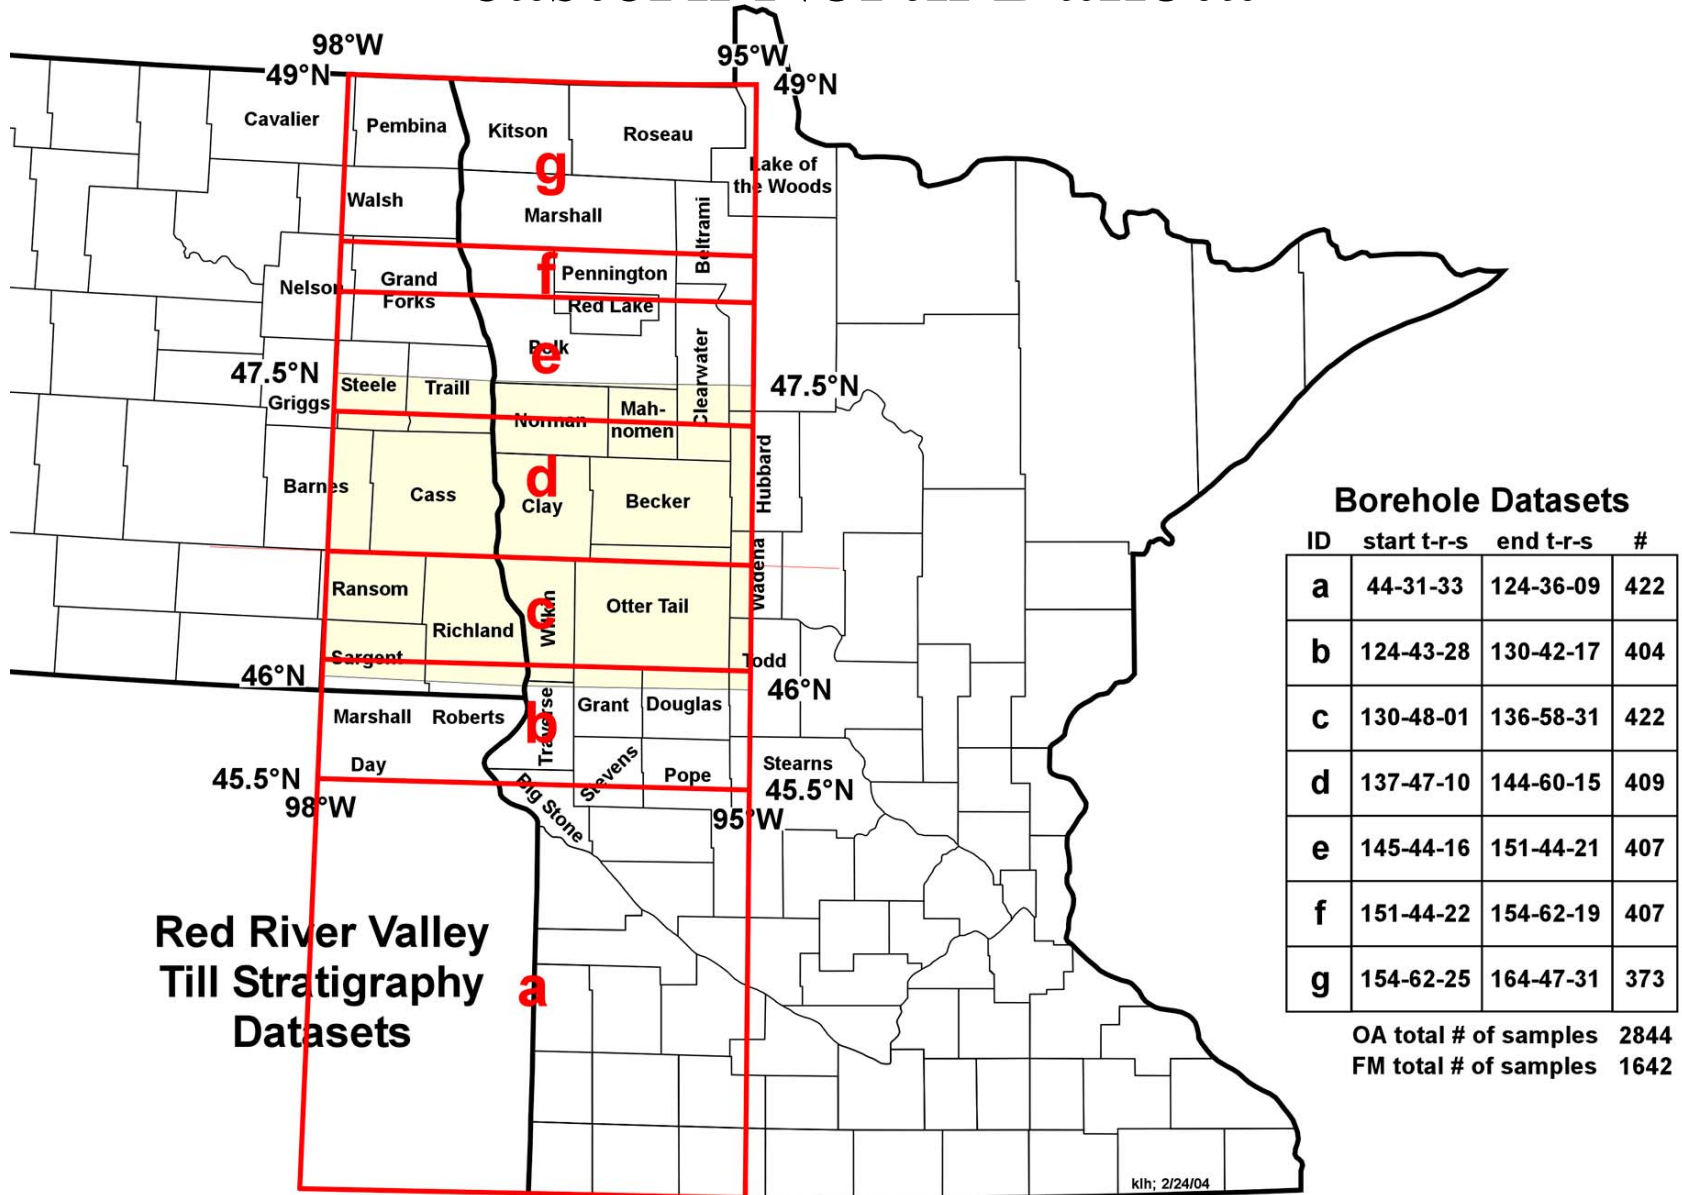 98°W
95°W
49°N
49°N
Cavalier
Pembina
Kitson
Roseau
g
Lake of
the Woods
Walsh
Marshall
Beltrami
f
Pennington
Nelson
Grand
Forks
Red Lake
Polk
e
Clearwater
47.5°N
47.5°N
Steele
Traill
Griggs
Norman
Mah-
nomen
Hubbard
d
Barnes
Cass
Clay
Becker
Wadena
Ransom
c
Wilkin
Otter Tail
Richland
Sargent
Todd
46°N
46°N
Marshall
Roberts
Traverse
b
Grant
Douglas
Day
Stevens
Pope
Stearns
45.5°N
45.5°N
Big Stone
98°W
95°W
Red River Valley
Till Stratigraphy
Datasets
a
Borehole Datasets
ID start t-r-s end t-r-s #
a 44-31-33 124-36-09 422
b 124-43-28 130-42-17 404
c 130-48-01 136-58-31 422
d 137-47-10 144-60-15 409
e 145-44-16 151-44-21 407
f 151-44-22 154-62-19 407
g 154-62-25 164-47-31 373
OA total # of samples 2844
FM total # of samples 1642
klh; 2/24/04